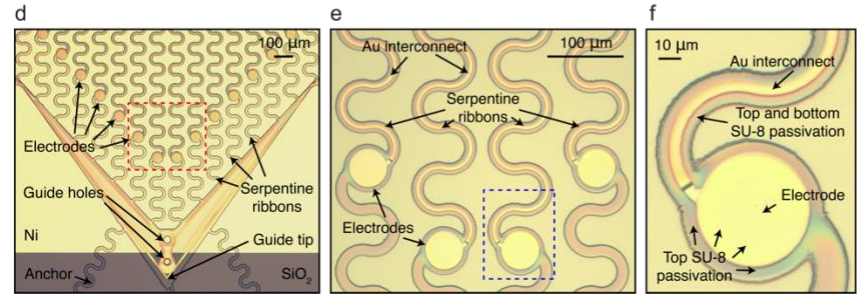 d
100 µm
Electrodes
Guide holes
Serpentine
ribbons
Ni
Guide tip
Anchor
SiO₂
e
Au interconnect
100 µm
Serpentine
ribbons
Electrodes
f
10 µm
Au interconnect
Top and bottom
SU-8 passivation
Electrode
Top SU-8
passivation